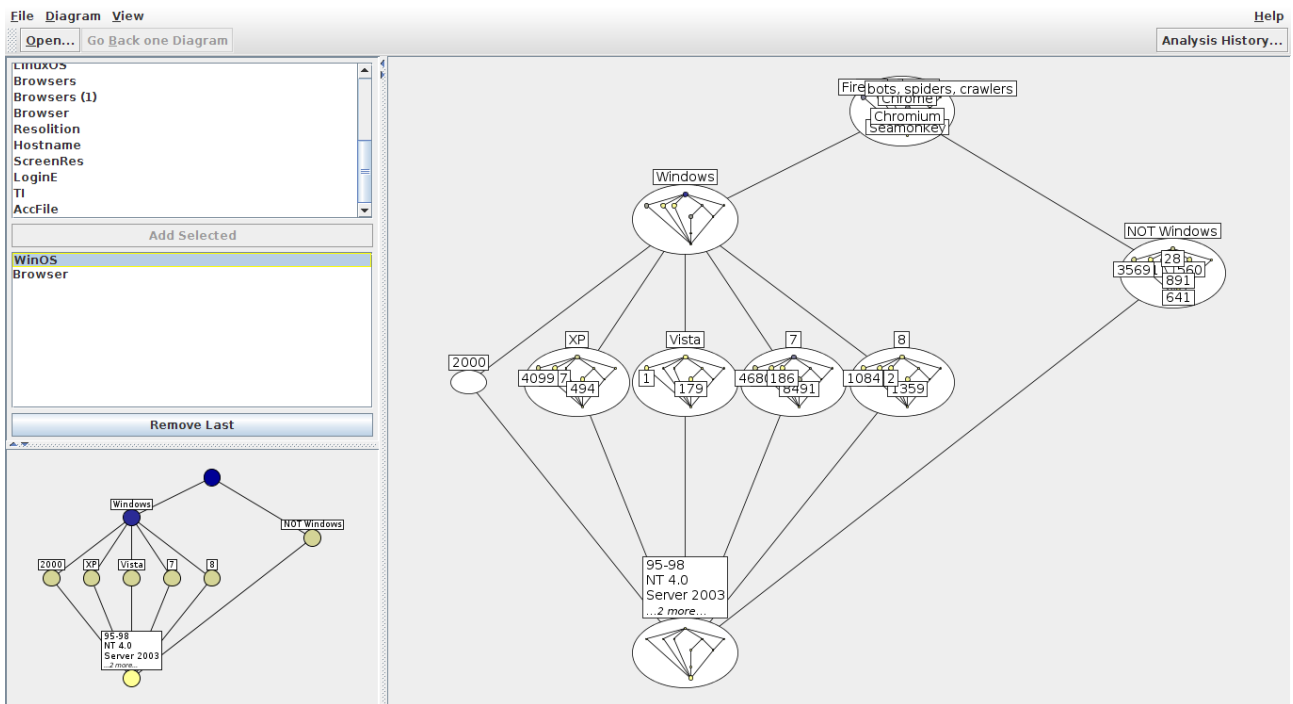 File Diagram View
Help
Open... Go Back one Diagram
Analysis History...
LinuxOS
Browsers
Browsers (1)
Browser
Resolition
Hostname
ScreenRes
LoginE
TI
AccFile
Add Selected
WinOS
Browser
Remove Last
Windows
NOT Windows
2000
XP
Vista
7
8
95-98
NT 4.0
Server 2003
...2 more...
bots, spiders, crawlers
Chrome
Chromium
Seamonkey
Windows
NOT Windows
28
35691
891
641
2000
XP
Vista
7
8
4099
7
494
1
179
186
8491
1084
2
1359
95-98
NT 4.0
Server 2003
...2 more...